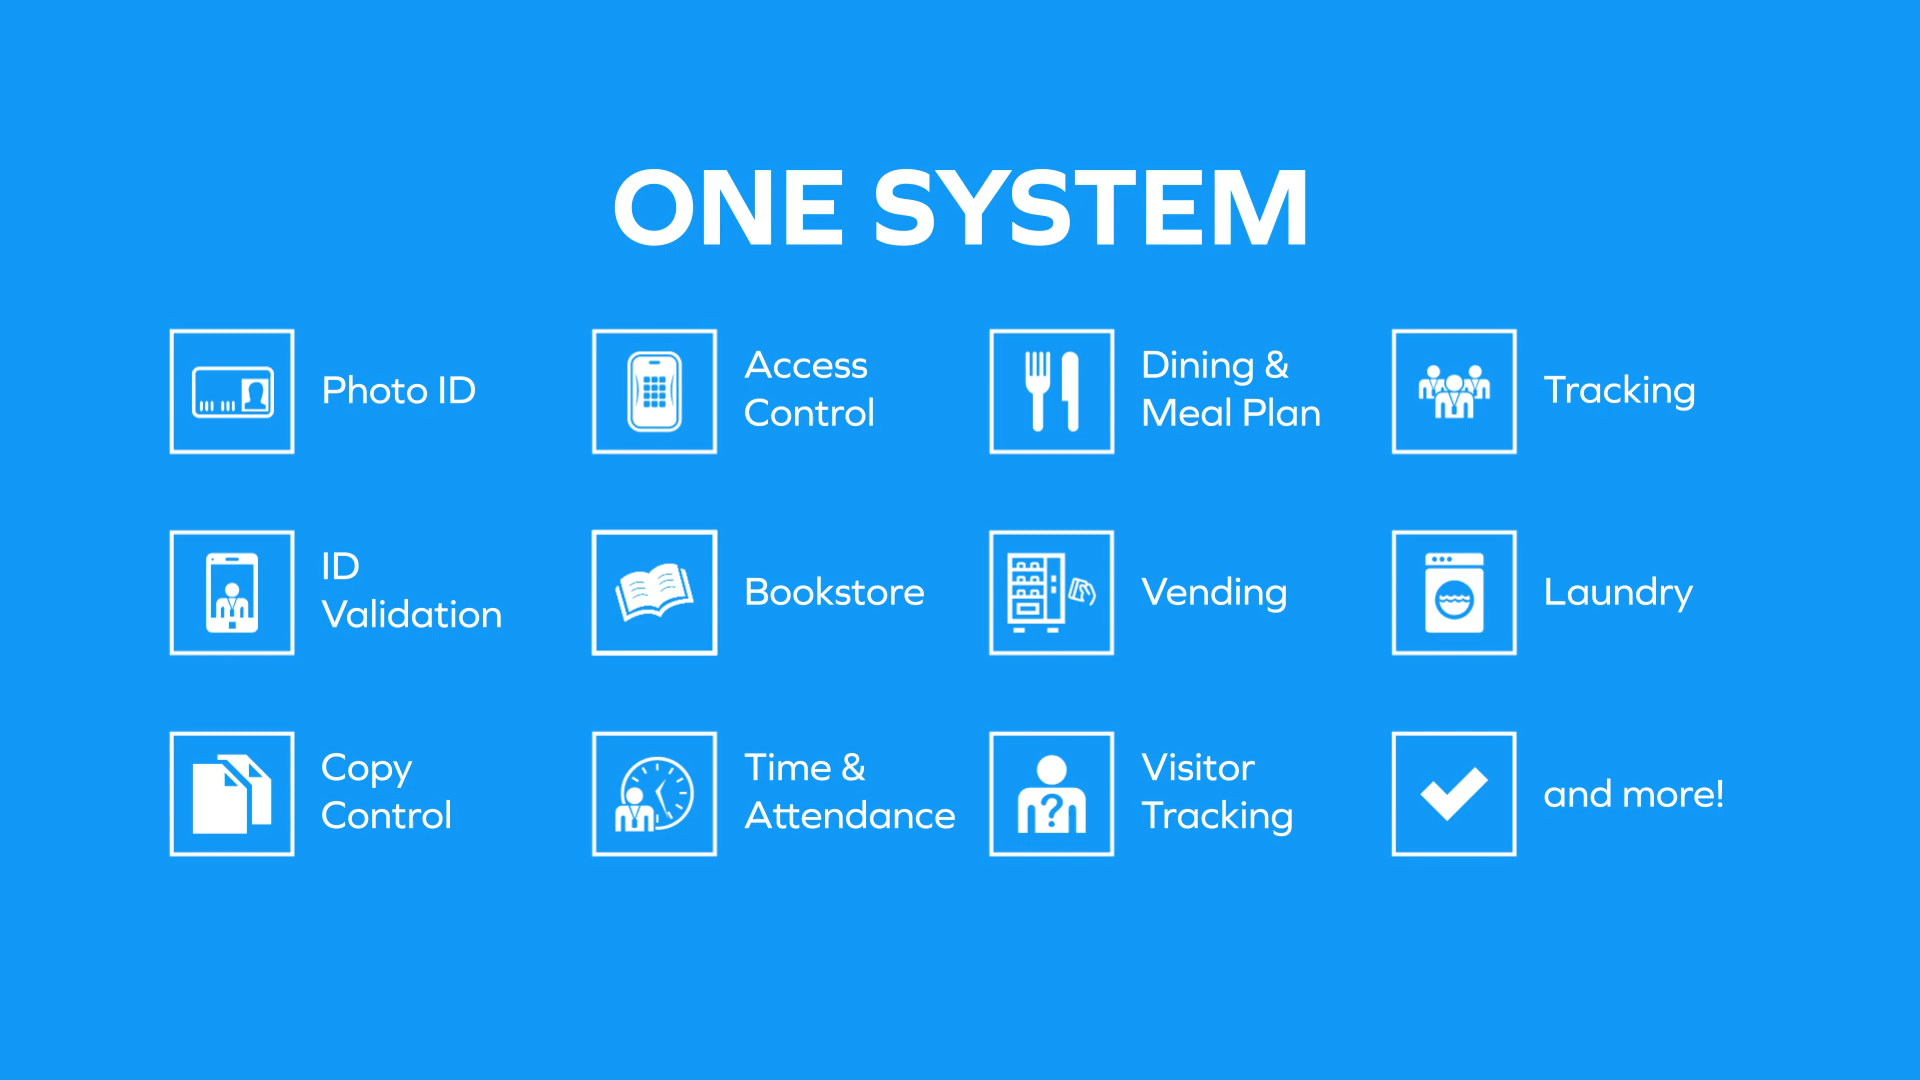 ONE SYSTEM
Photo ID
Access
Control
Dining &
Meal Plan
Tracking
ID
Validation
Bookstore
Vending
Laundry
Copy
Control
Time &
Attendance
Visitor
Tracking
and more!